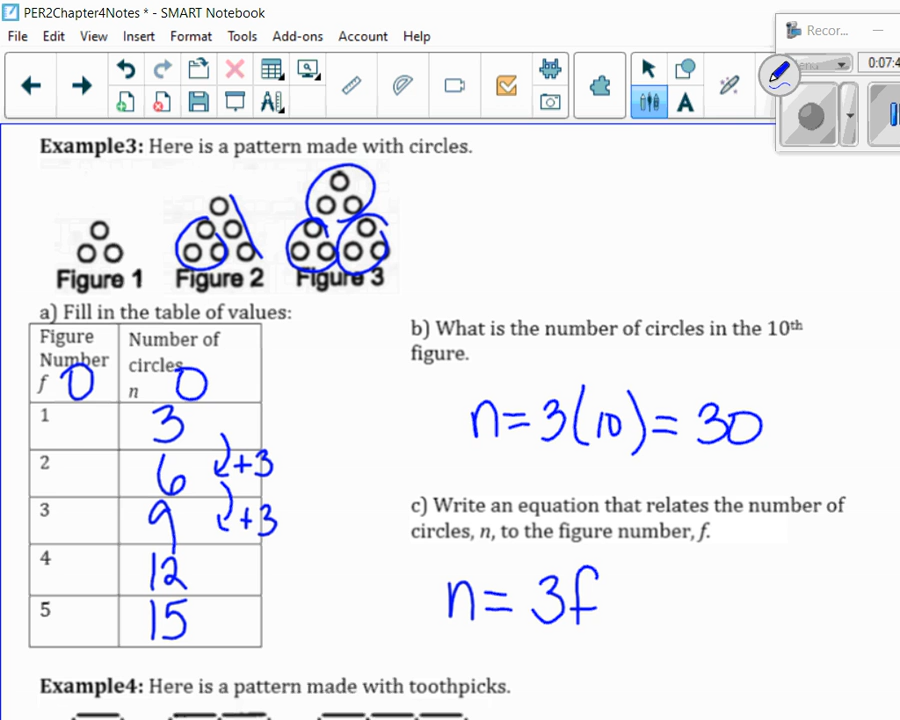 PER2Chapter4Notes * - SMART Notebook
File Edit View Insert Format Tools Add-ons Account Help
Recor...
0:07:4
Example3: Here is a pattern made with circles.
Figure 1 Figure 2 Figure 3
a) Fill in the table of values:
Figure Number f 0
Number of circles n 0
1 3
+3
2 6
+3
3 9
4 12
5 15
b) What is the number of circles in the 10th
figure.
n = 3(10) = 30
c) Write an equation that relates the number of
circles, n, to the figure number, f.
n = 3f
Example4: Here is a pattern made with toothpicks.